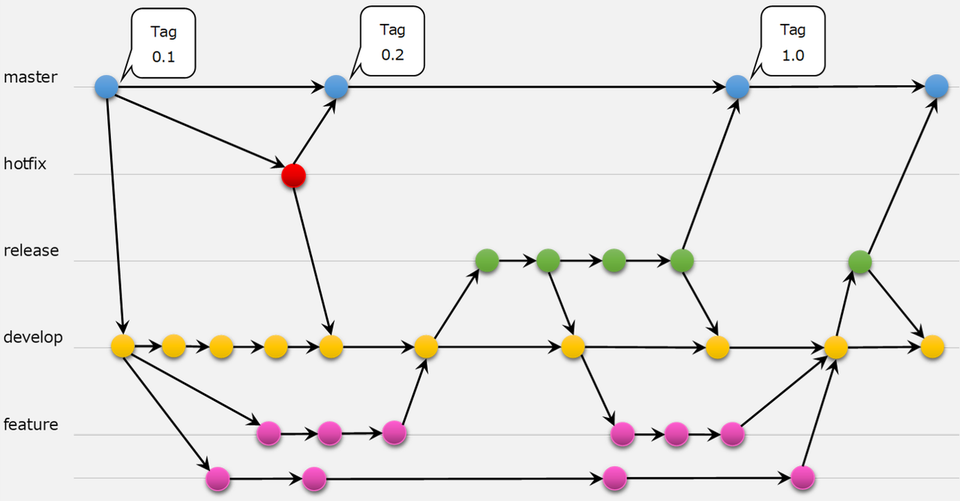 Tag
0.1
Tag
0.2
Tag
1.0
master
hotfix
release
develop
feature